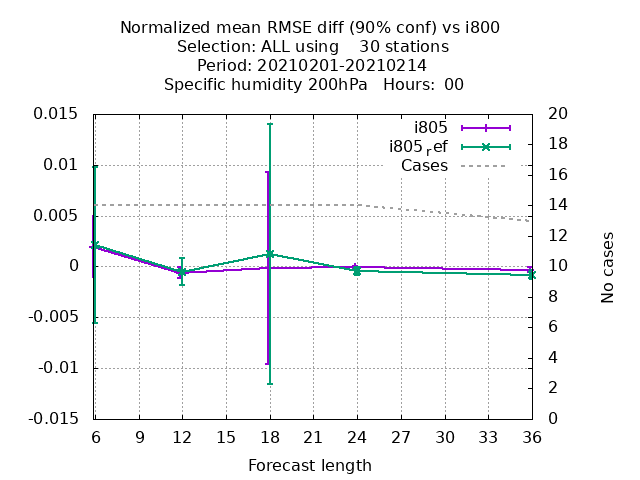 Normalized mean RMSE diff (90% conf) vs i800
Selection: ALL using    30 stations
Period: 20210201-20210214
Specific humidity 200hPa   Hours: 00
0.015
0.01
0.005
0
-0.005
-0.01
-0.015
20
18
16
14
12
10
8
6
4
2
0
i805
i805ref
Cases
No cases
6 9 12 15 18 21 24 27 30 33 36
Forecast length